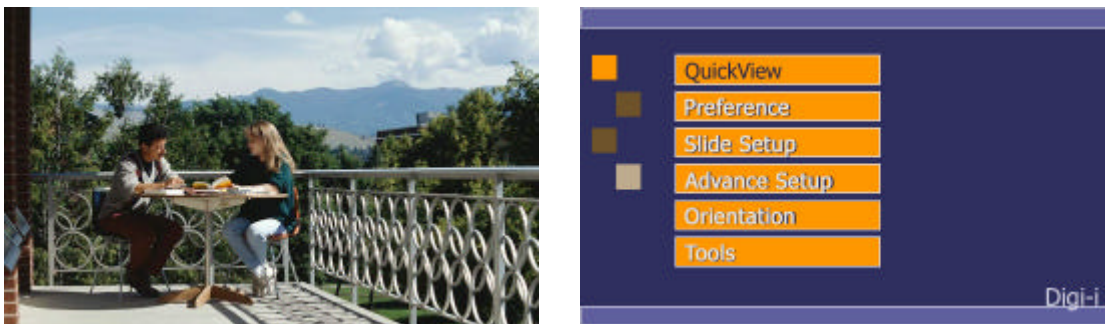 QuickView
Preference
Slide Setup
Advance Setup
Orientation
Tools
Digi-i